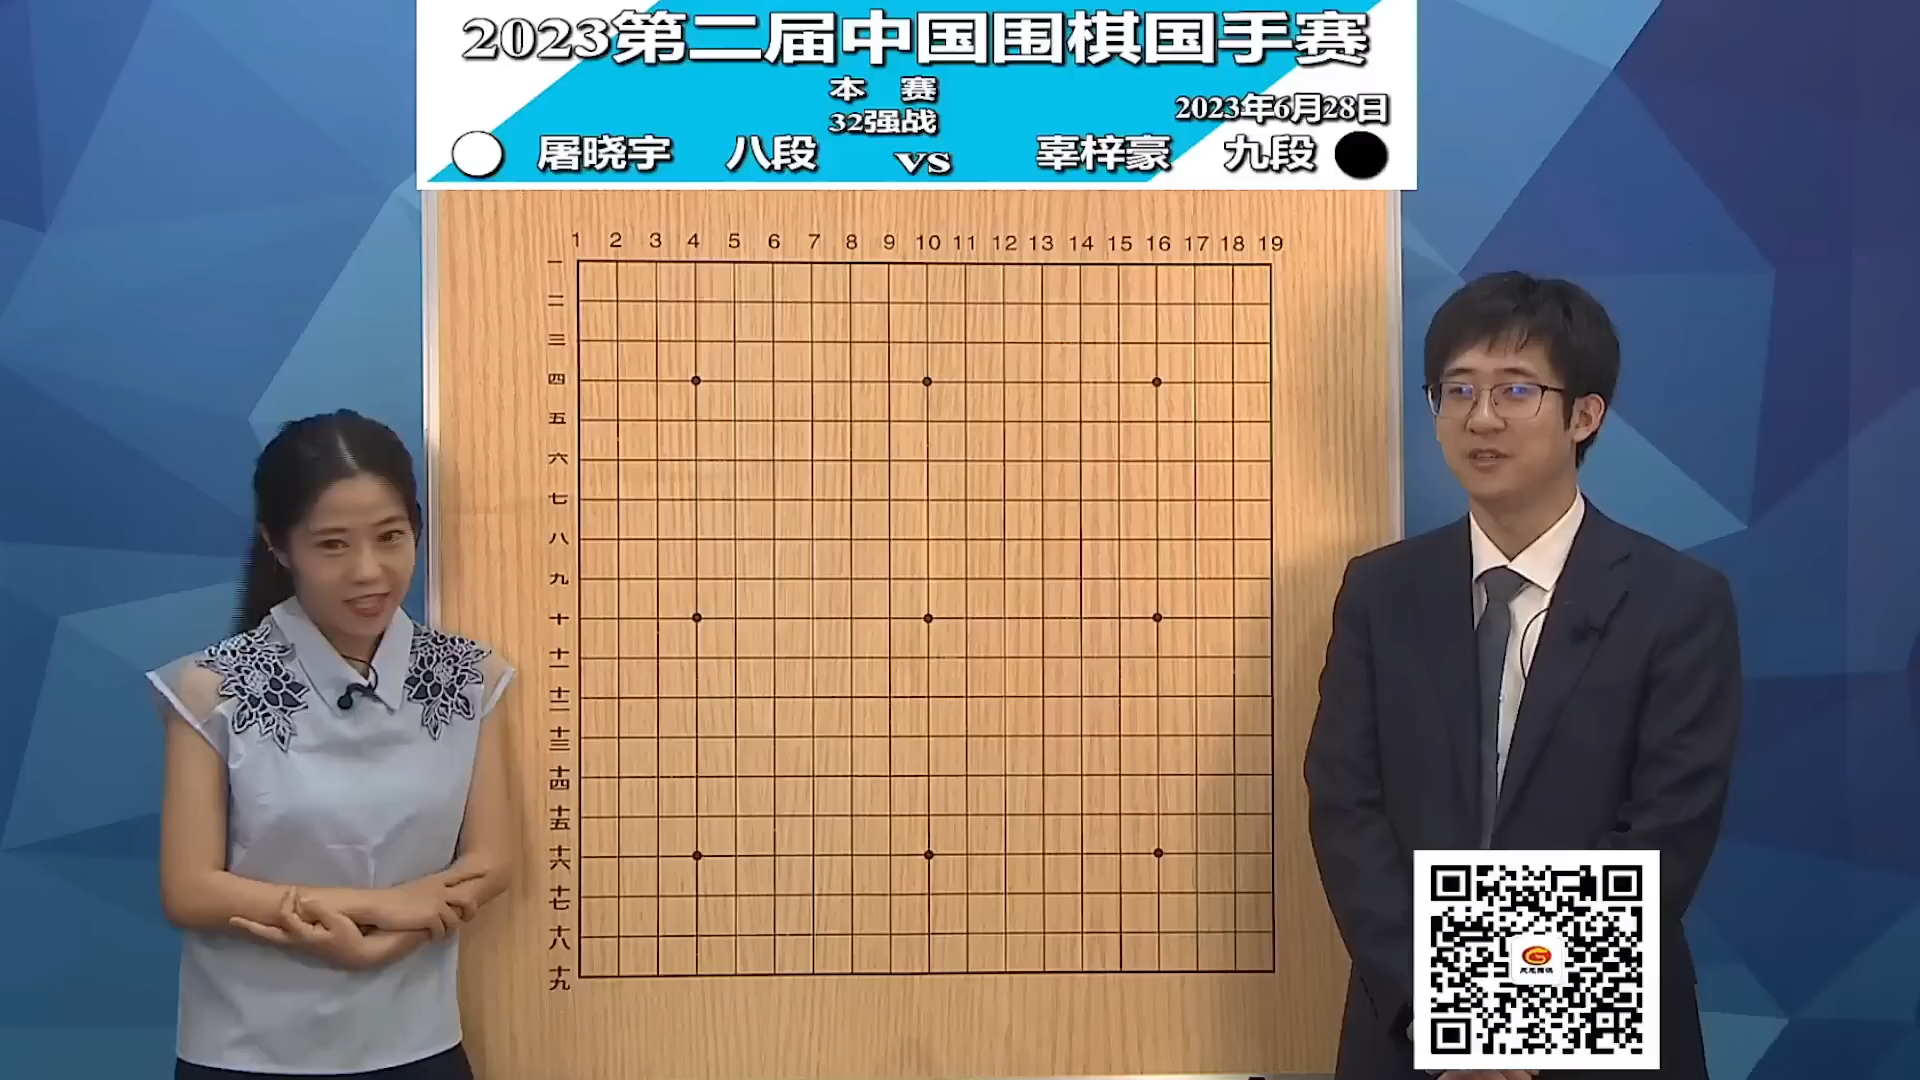 2023第二届中国围棋国手赛
本 赛
32强战
2023年6月28日
屠晓宇 八段 VS 辜梓豪 九段
1 2 3 4 5 6 7 8 9 10 11 12 13 14 15 16 17 18 19
一
二
三
四
五
六
七
八
九
十
十一
十二
十三
十四
十五
十六
十七
十八
十九